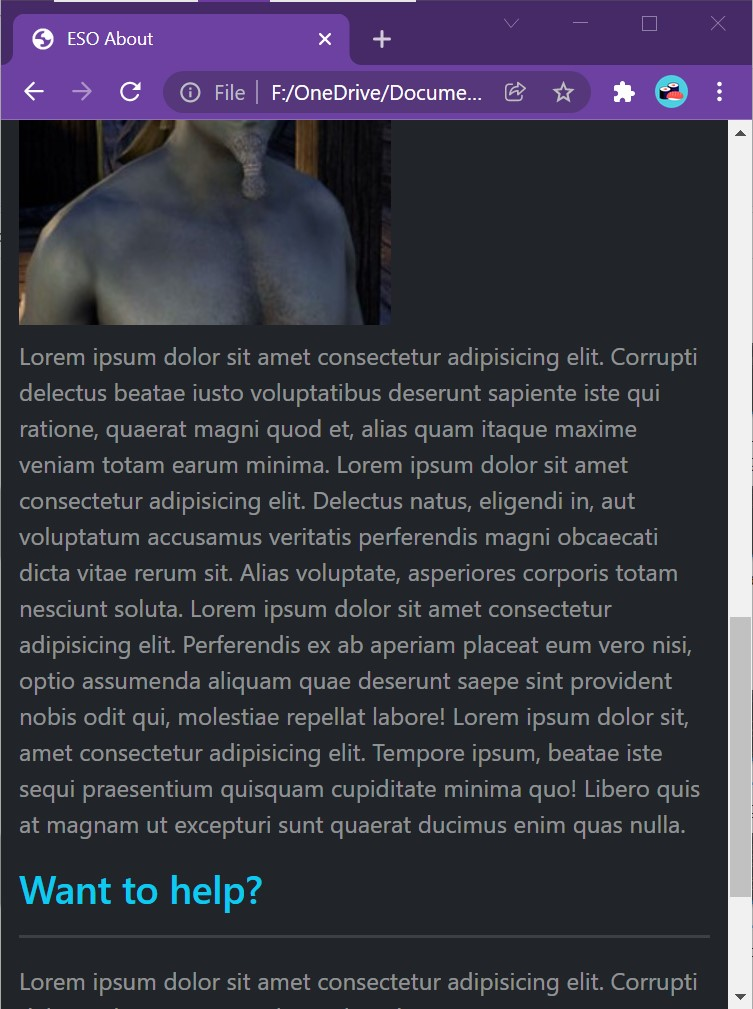 ESO About
File
F:/OneDrive/Docume...
Lorem ipsum dolor sit amet consectetur adipisicing elit. Corrupti
delectus beatae iusto voluptatibus deserunt sapiente iste qui
ratione, quaerat magni quod et, alias quam itaque maxime
veniam totam earum minima. Lorem ipsum dolor sit amet
consectetur adipisicing elit. Delectus natus, eligendi in, aut
voluptatum accusamus veritatis perferendis magni obcaecati
dicta vitae rerum sit. Alias voluptate, asperiores corporis totam
nesciunt soluta. Lorem ipsum dolor sit amet consectetur
adipisicing elit. Perferendis ex ab aperiam placeat eum vero nisi,
optio assumenda aliquam quae deserunt saepe sint provident
nobis odit qui, molestiae repellat labore! Lorem ipsum dolor sit,
amet consectetur adipisicing elit. Tempore ipsum, beatae iste
sequi praesentium quisquam cupiditate minima quo! Libero quis
at magnam ut excepturi sunt quaerat ducimus enim quas nulla.
Want to help?
Lorem ipsum dolor sit amet consectetur adipisicing elit. Corrupti